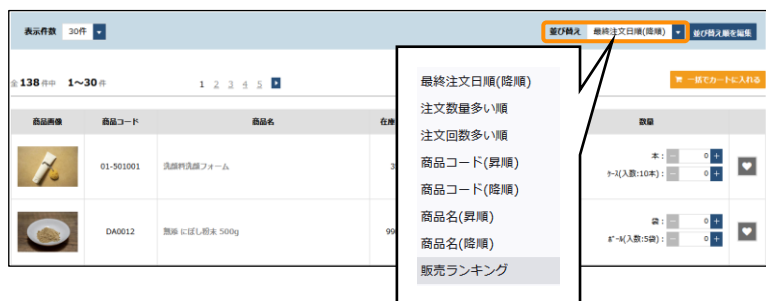 表示件数 30件
並び替え 最終注文日順(降順) 並び替え順を編集
全138件中 1～30件
1 2 3 4 5
一括でカートに入れる
商品画像 商品コード 商品名 在庫 数量
01-501001 洗顔料洗顔フォーム 3
本: － 0 +
ケース(入数:10本): － 0 +
DA0012 無添 にぼし粉末 500g 99
袋: － 0 +
ボール(入数:5袋): － 0 +
最終注文日順(降順)
注文数量多い順
注文回数多い順
商品コード(昇順)
商品コード(降順)
商品名(昇順)
商品名(降順)
販売ランキング